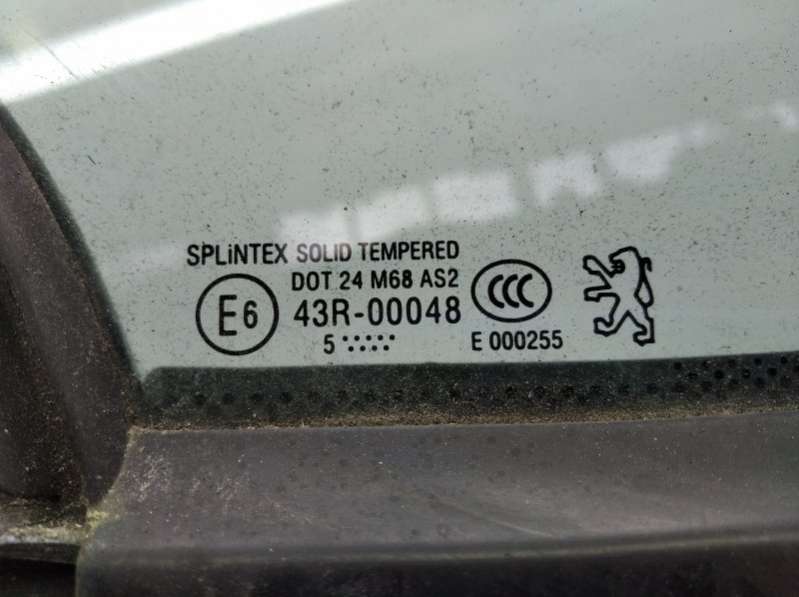 SPLiNTEX SOLID TEMPERED
DOT 24 M68 AS2
E6
43R-00048
CCC
5
E 000255